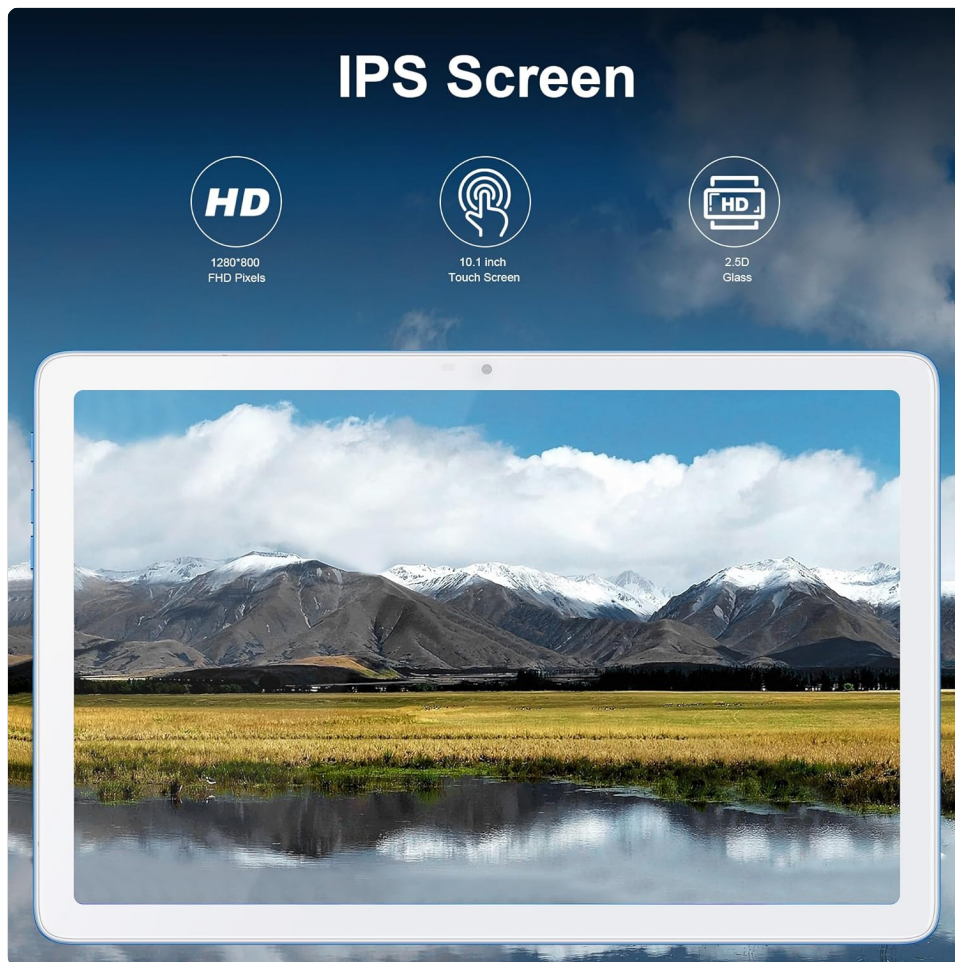 IPS Screen
HD
HD
1280*800
FHD Pixels
10.1 inch
Touch Screen
2.5D
Glass